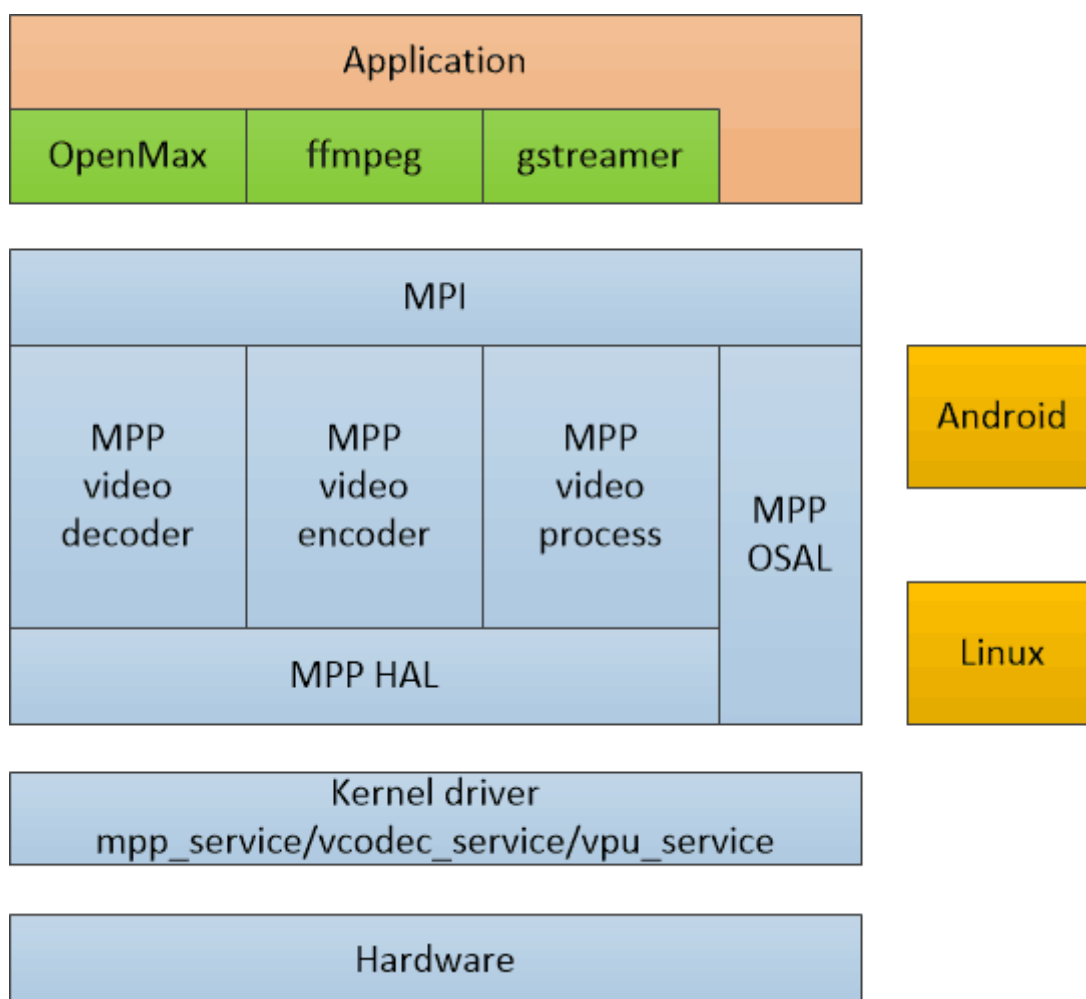 Application
OpenMax
ffmpeg
gstreamer
MPI
MPP
video
decoder
MPP
video
encoder
MPP
video
process
MPP
OSAL
MPP HAL
Android
Linux
Kernel driver
mpp_service/vcodec_service/vpu_service
Hardware